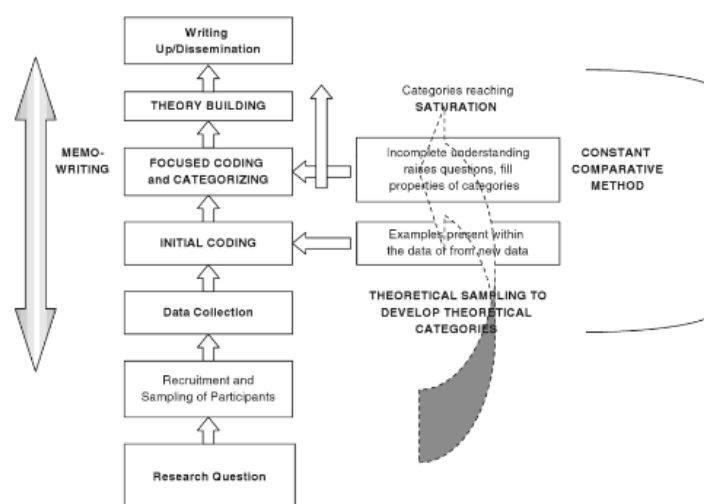 Writing
Up/Dissemination
THEORY BUILDING
MEMO-
WRITING
FOCUSED CODING
and CATEGORIZING
INITIAL CODING
Data Collection
Recruitment and
Sampling of Participants
Research Question
Categories reaching
SATURATION
Incomplete understanding
raises questions, fill
properties of categories
Examples present within
the data or from new data
THEORETICAL SAMPLING TO
DEVELOP THEORETICAL
CATEGORIES
CONSTANT
COMPARATIVE
METHOD